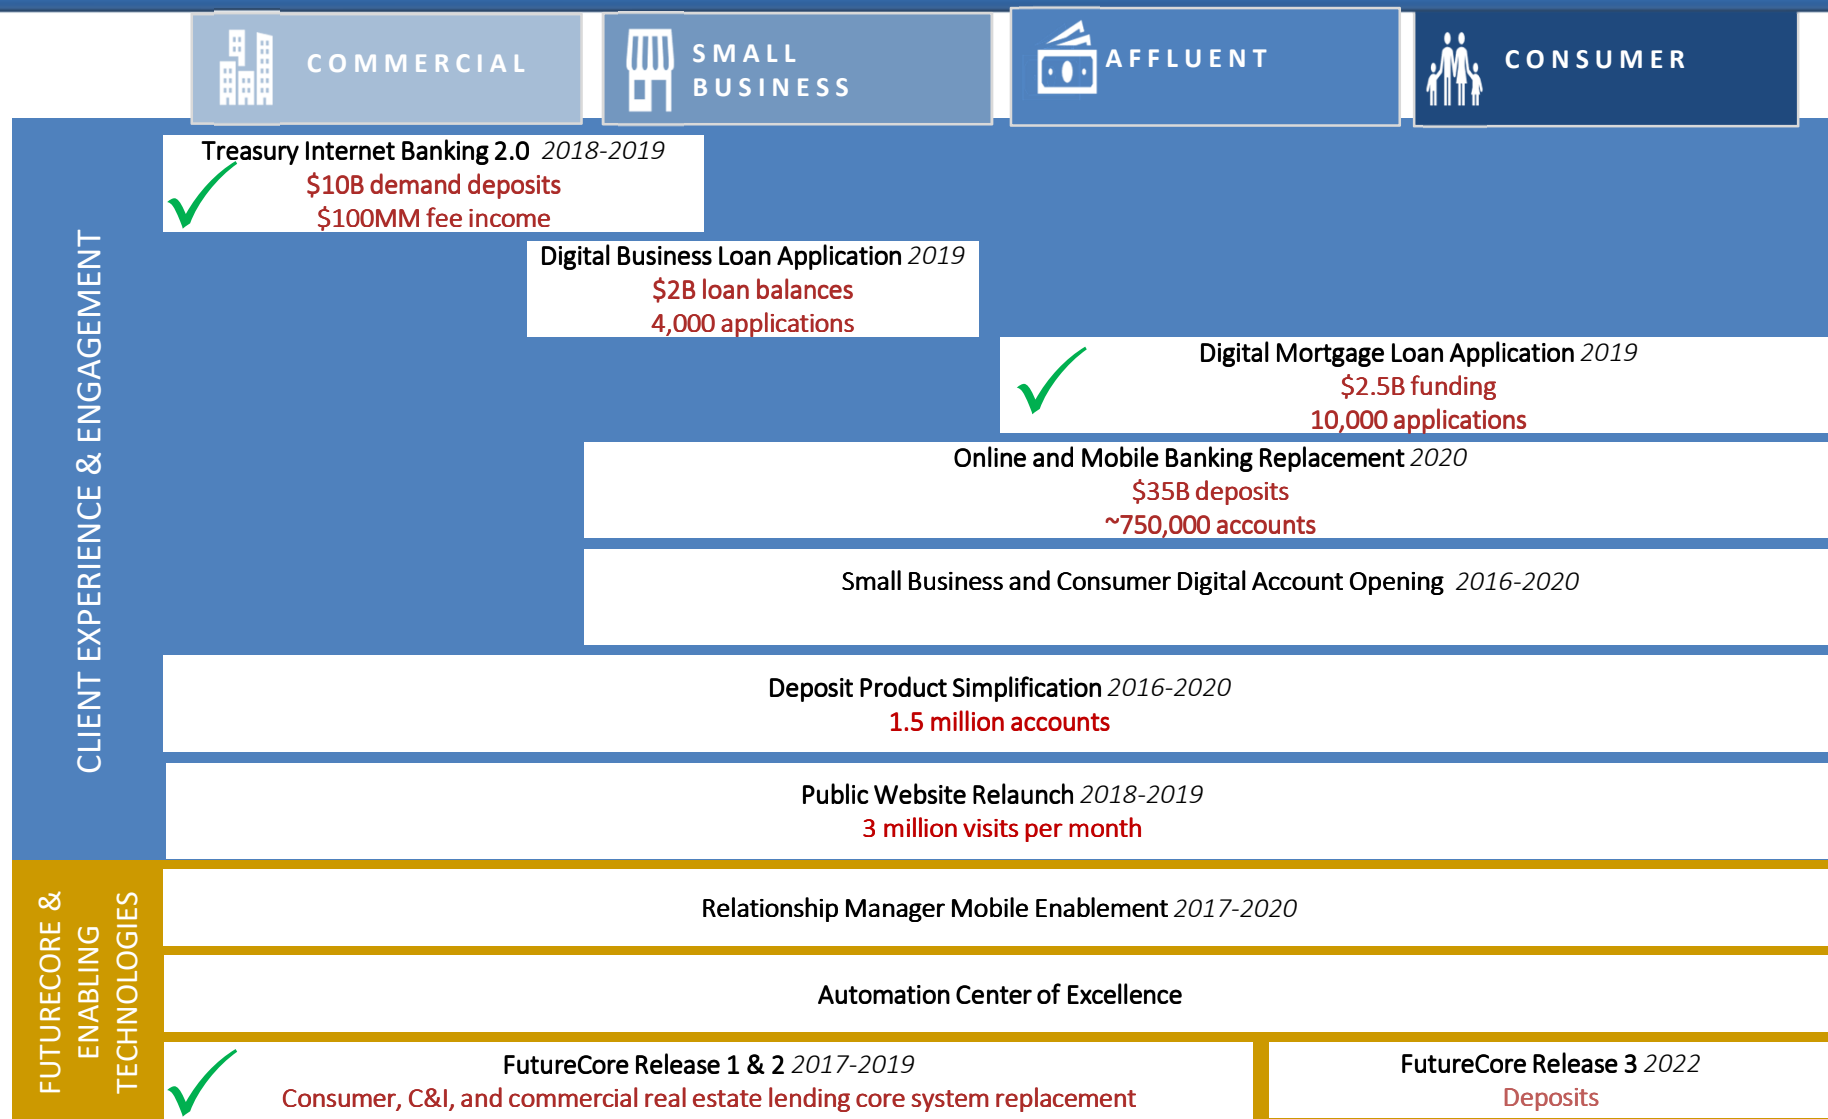 COMMERCIAL
SMALL
BUSINESS
AFFLUENT
CONSUMER
CLIENT EXPERIENCE & ENGAGEMENT
Treasury Internet Banking 2.0 2018-2019
$10B demand deposits
$100MM fee income
Digital Business Loan Application 2019
$2B loan balances
4,000 applications
Digital Mortgage Loan Application 2019
$2.5B funding
10,000 applications
Online and Mobile Banking Replacement 2020
$35B deposits
~750,000 accounts
Small Business and Consumer Digital Account Opening 2016-2020
Deposit Product Simplification 2016-2020
1.5 million accounts
Public Website Relaunch 2018-2019
3 million visits per month
FUTURECORE &
ENABLING
TECHNOLOGIES
Relationship Manager Mobile Enablement 2017-2020
Automation Center of Excellence
FutureCore Release 1 & 2 2017-2019
Consumer, C&I, and commercial real estate lending core system replacement
FutureCore Release 3 2022
Deposits